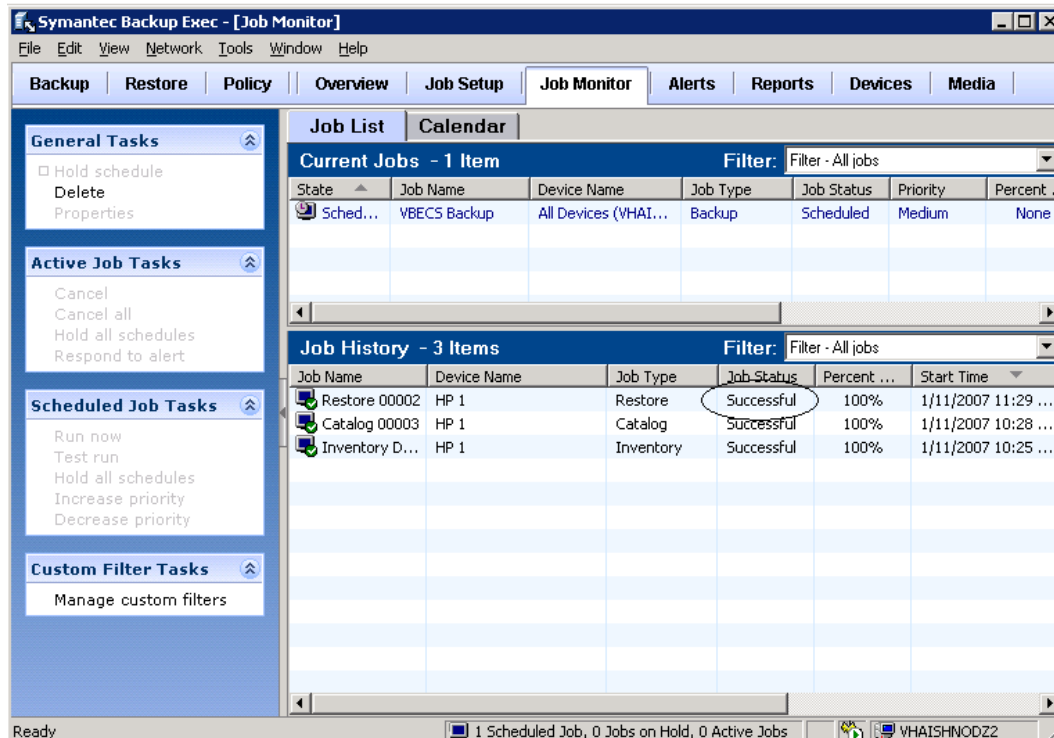 Symantec Backup Exec - [Job Monitor]
File Edit View Network Tools Window Help
Backup Restore Policy Overview Job Setup Job Monitor Alerts Reports Devices Media
Job List Calendar
General Tasks
Hold schedule
Delete
Properties
Active Job Tasks
Cancel
Cancel all
Hold all schedules
Respond to alert
Scheduled Job Tasks
Run now
Test run
Hold all schedules
Increase priority
Decrease priority
Custom Filter Tasks
Manage custom filters
Current Jobs - 1 Item Filter: Filter - All jobs
State Job Name Device Name Job Type Job Status Priority Percent .
Sched... VBECS Backup All Devices (VHAI... Backup Scheduled Medium None
Job History - 3 Items Filter: Filter - All jobs
Job Name Device Name Job Type Job Status Percent ... Start Time
Restore 00002 HP 1 Restore Successful 100% 1/11/2007 11:29 ...
Catalog 00003 HP 1 Catalog Successful 100% 1/11/2007 10:28 ...
Inventory D... HP 1 Inventory Successful 100% 1/11/2007 10:25 ...
Ready 1 Scheduled Job, 0 Jobs on Hold, 0 Active Jobs VHAISHNODZ2